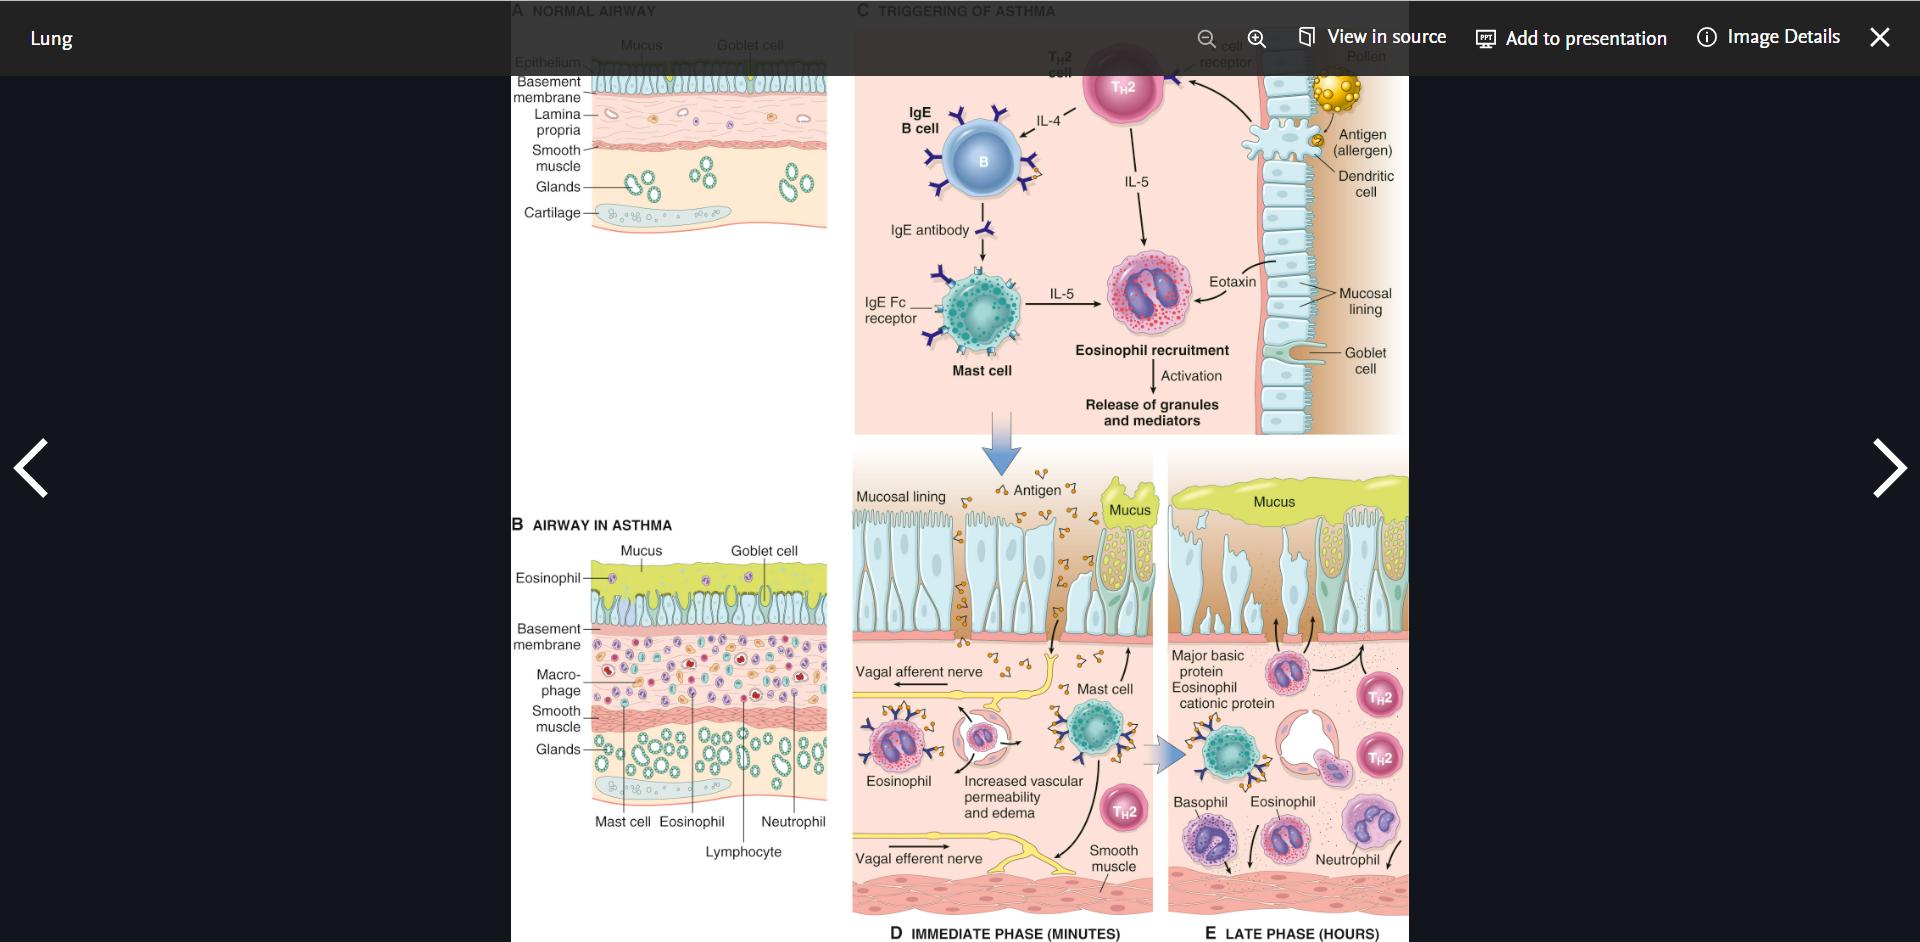 Lung
View in source
Add to presentation
Image Details
A NORMAL AIRWAY
Mucus
Goblet cell
Epithelium
Basement
membrane
Lamina
propria
Smooth
muscle
Glands
Cartilage
B AIRWAY IN ASTHMA
Mucus
Goblet cell
Eosinophil
Basement
membrane
Macro-
phage
Smooth
muscle
Glands
Mast cell
Eosinophil
Neutrophil
Lymphocyte
C TRIGGERING OF ASTHMA
TH2
cell
TH2
cell
receptor
Pollen
IgE
B cell
IL-4
B
Antigen
(allergen)
Dendritic
cell
IL-5
IgE antibody
IgE Fc
receptor
IL-5
Eotaxin
Mucosal
lining
Goblet
cell
Mast cell
Eosinophil recruitment
Activation
Release of granules
and mediators
Mucosal lining
Antigen
Mucus
Vagal afferent nerve
Mast cell
Eosinophil
Increased vascular
permeability
and edema
TH2
Vagal efferent nerve
Smooth
muscle
D IMMEDIATE PHASE (MINUTES)
Mucus
Major basic
protein
Eosinophil
cationic protein
TH2
TH2
Basophil
Eosinophil
Neutrophil
E LATE PHASE (HOURS)